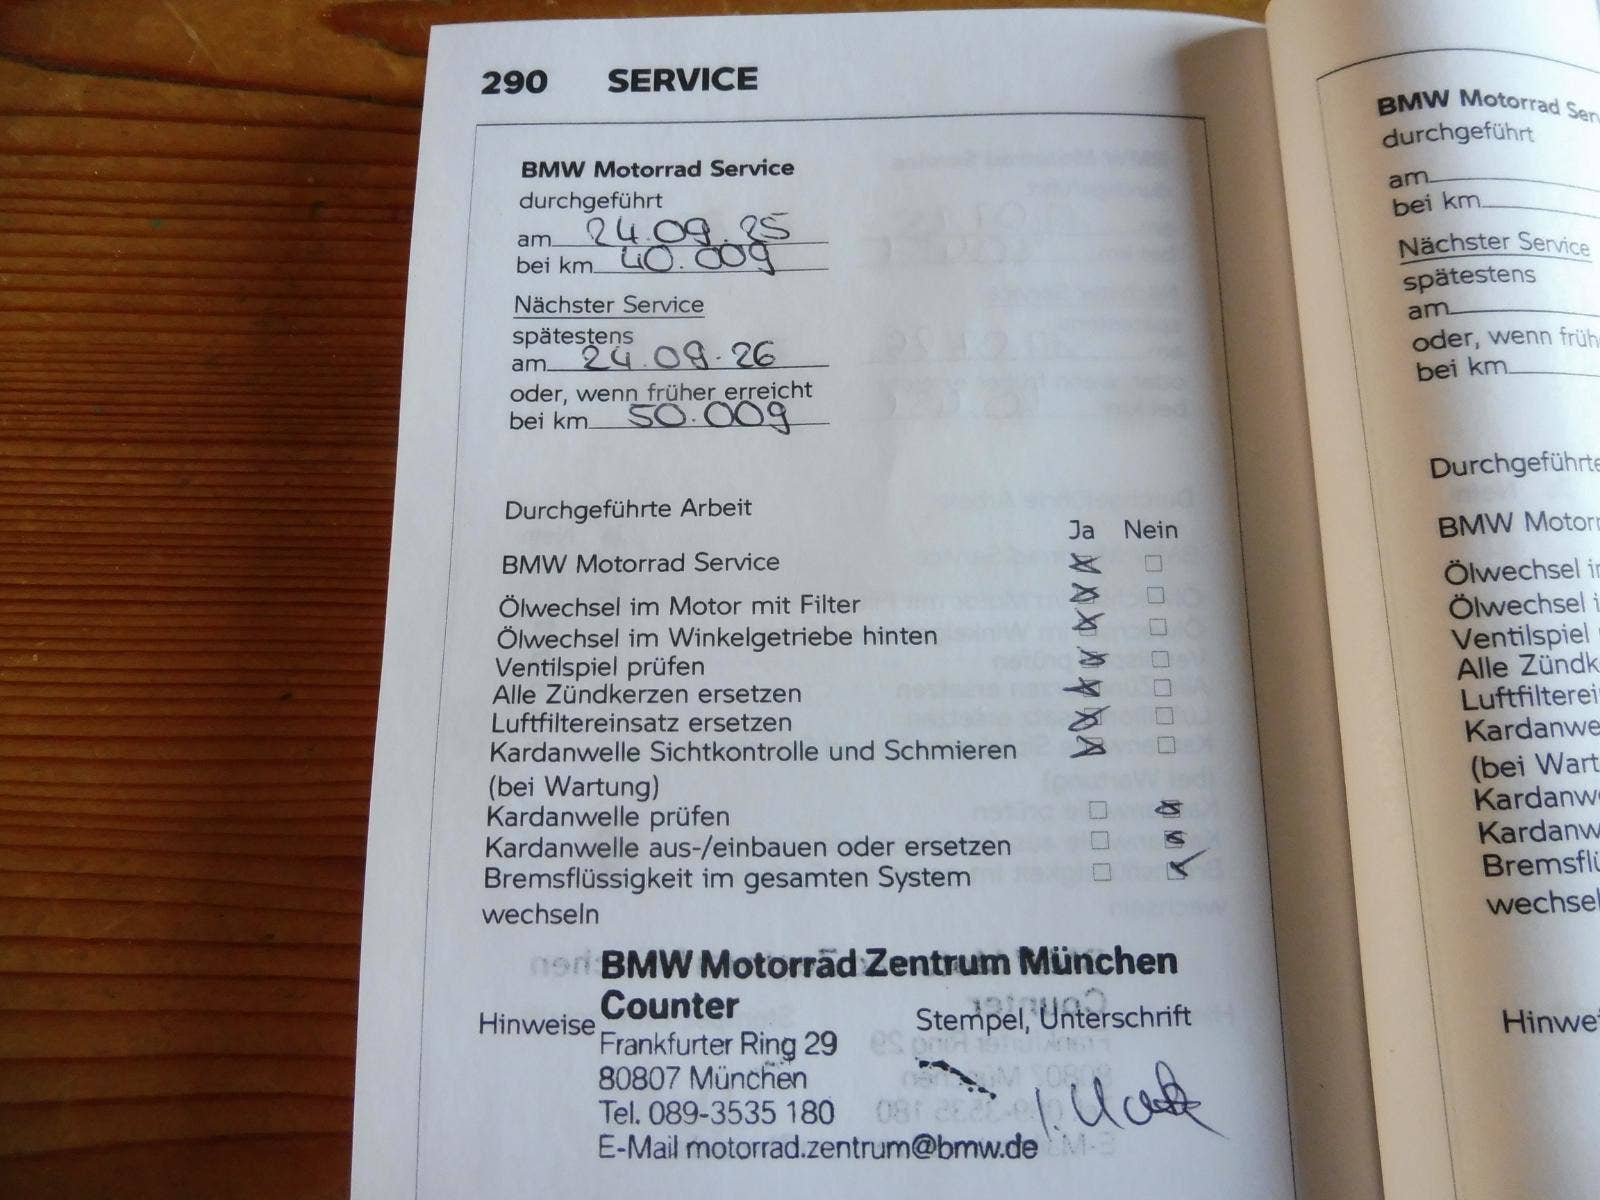 290 SERVICE
BMW Motorrad Service
durchgeführt
am 24.09.25
bei km 40.009
Nächster Service
spätestens
am 24.09.26
oder, wenn früher erreicht
bei km 50.009
Durchgeführte Arbeit
Ja Nein
BMW Motorrad Service
Ölwechsel im Motor mit Filter
Ölwechsel im Winkelgetriebe hinten
Ventilspiel prüfen
Alle Zündkerzen ersetzen
Luftfiltereinsatz ersetzen
Kardanwelle Sichtkontrolle und Schmieren
(bei Wartung)
Kardanwelle prüfen
Kardanwelle aus-/einbauen oder ersetzen
Bremsflüssigkeit im gesamten System
wechseln
BMW Motorrad Zentrum München
Counter
Hinweise
Stempel, Unterschrift
Frankfurter Ring 29
80807 München
Tel. 089-3535 180
E-Mail motorrad.zentrum@bmw.de
BMW Motorrad Ser
durchgeführt
am
bei km
Nächster Service
spätestens
am
oder, wenn früh
bei km
Durchgeführte
BMW Motorr
Ölwechsel i
Ölwechsel i
Ventilspiel
Alle Zündk
Luftfilterei
Kardanwe
(bei Wart
Kardanw
Kardanw
Bremsflü
wechsel
Hinwe